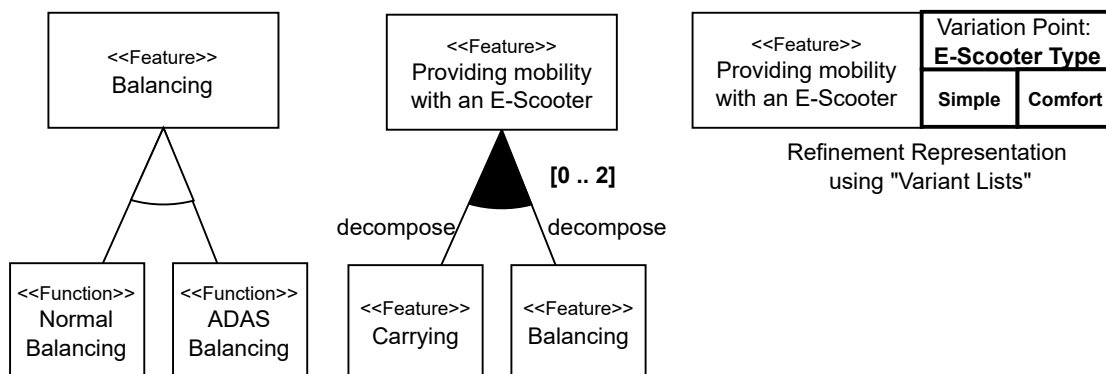 <<Feature>>
Balancing
<<Function>>
Normal
Balancing
<<Function>>
ADAS
Balancing
<<Feature>>
Providing mobility
with an E-Scooter
[0 .. 2]
decompose
decompose
<<Feature>>
Carrying
<<Feature>>
Balancing
<<Feature>>
Providing mobility
with an E-Scooter
Variation Point:
E-Scooter Type
Simple
Comfort
Refinement Representation
using "Variant Lists"